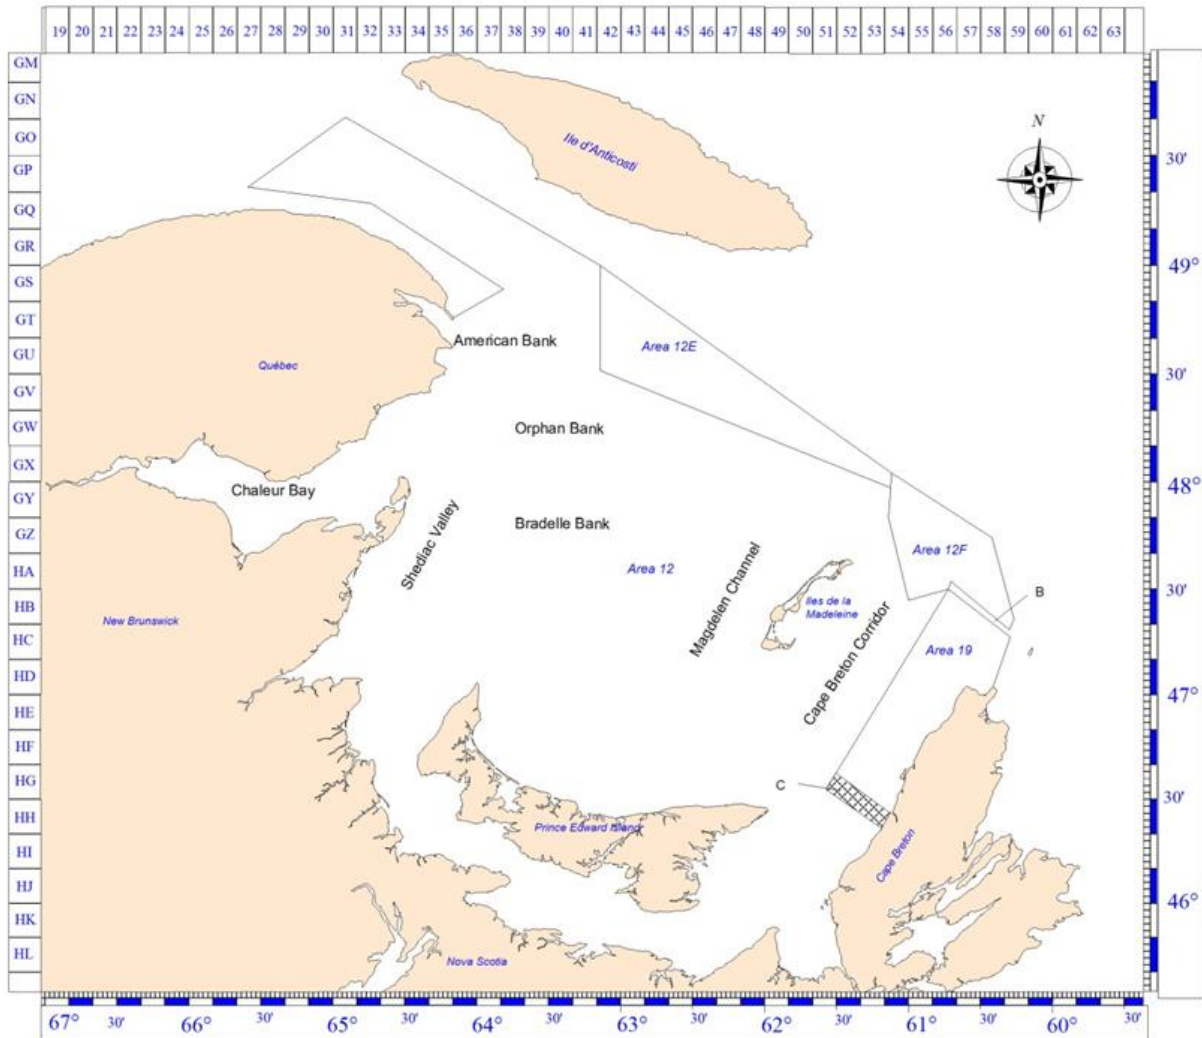 19 20 21 22 23 24 25 26 27 28 29 30 31 32 33 34 35 36 37 38 39 40 41 42 43 44 45 46 47 48 49 50 51 52 53 54 55 56 57 58 59 60 61 62 63
GM
GN
GO
GP
GQ
GR
GS
GT
GU
GV
GW
GX
GY
GZ
HA
HB
HC
HD
HE
HF
HG
HH
HI
HJ
HK
HL
Ile d'Anticosti
N
30'
49°
30'
48°
30'
47°
30'
46°
American Bank
Area 12E
Québec
Orphan Bank
Chaleur Bay
Shediac Valley
Bradelle Bank
Area 12
Magdelen Channel
Area 12F
Iles de la
Madeleine
B
New Brunswick
Cape Breton Corridor
Area 19
C
Prince Edward Island
Cape Breton
Nova Scotia
67° 30' 66° 30' 65° 30' 64° 30' 63° 30' 62° 30' 61° 30' 60° 30'